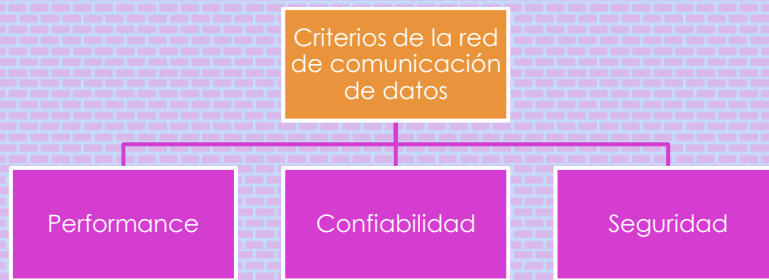 Criterios de la red
de comunicación
de datos
Performance
Confiabilidad
Seguridad